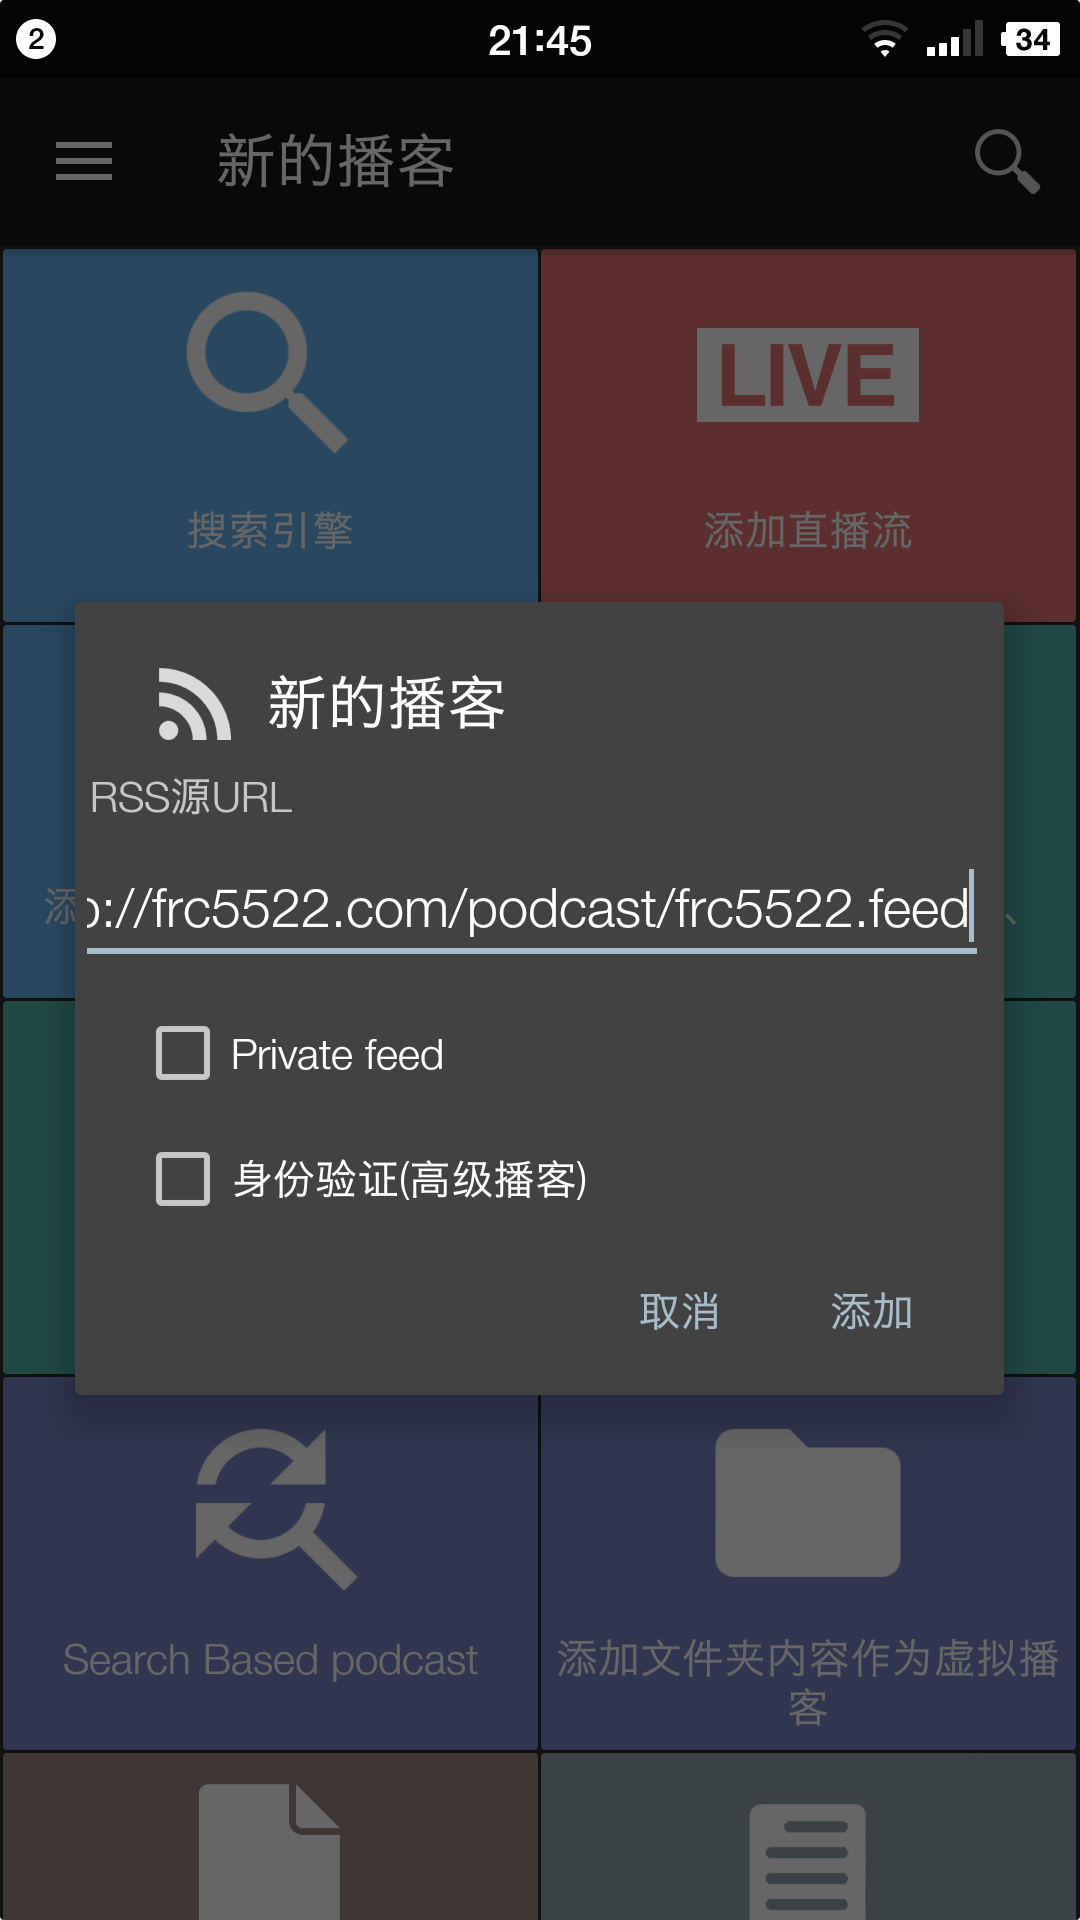 2
21:45
34
新的播客
LIVE
搜索引擎
添加直播流
新的播客
RSS源URL
://frc5522.com/podcast/frc5522.feed
添
、
Private feed
身份验证(高级播客)
取消
添加
Search Based podcast
添加文件夹内容作为虚拟播
客